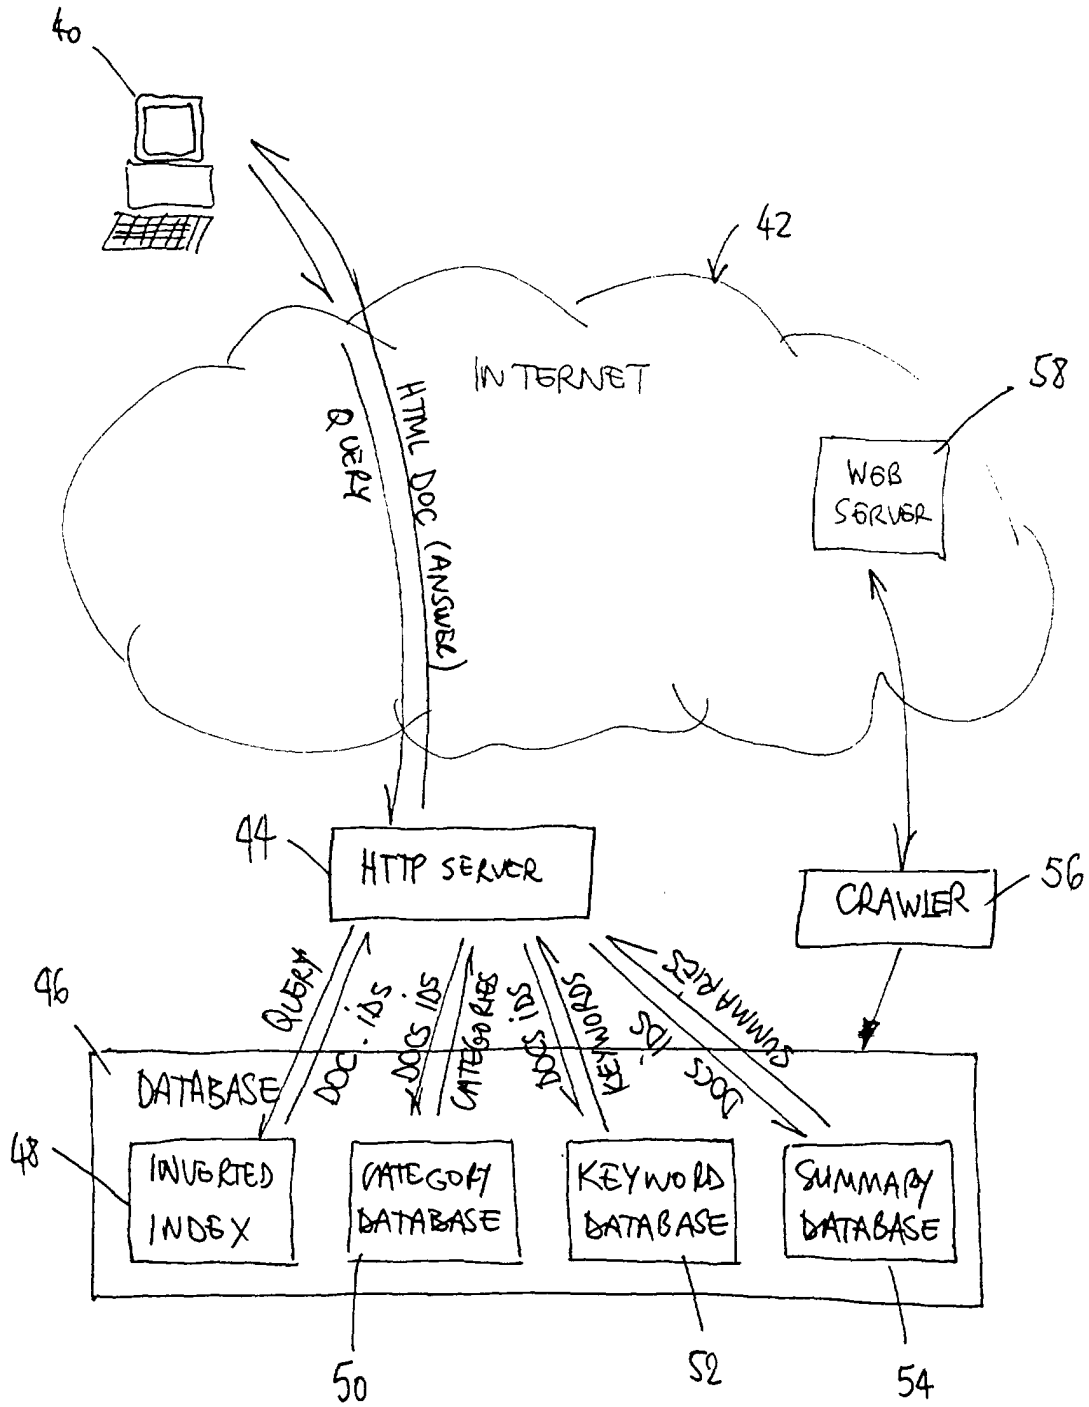 40
42
INTERNET
58
WEB
SERVER
QUERY
HTML DOC (ANSWER)
44
HTTP SERVER
56
CRAWLER
46
QUERY
DOC. IDS
DOCS IDS
CATEGORIES
DOCS IDS
KEYWORDS
DOCS IDS
SUMMARIES
DATABASE
48
INVERTED
INDEX
CATEGORY
DATABASE
KEYWORD
DATABASE
SUMMARY
DATABASE
50
52
54